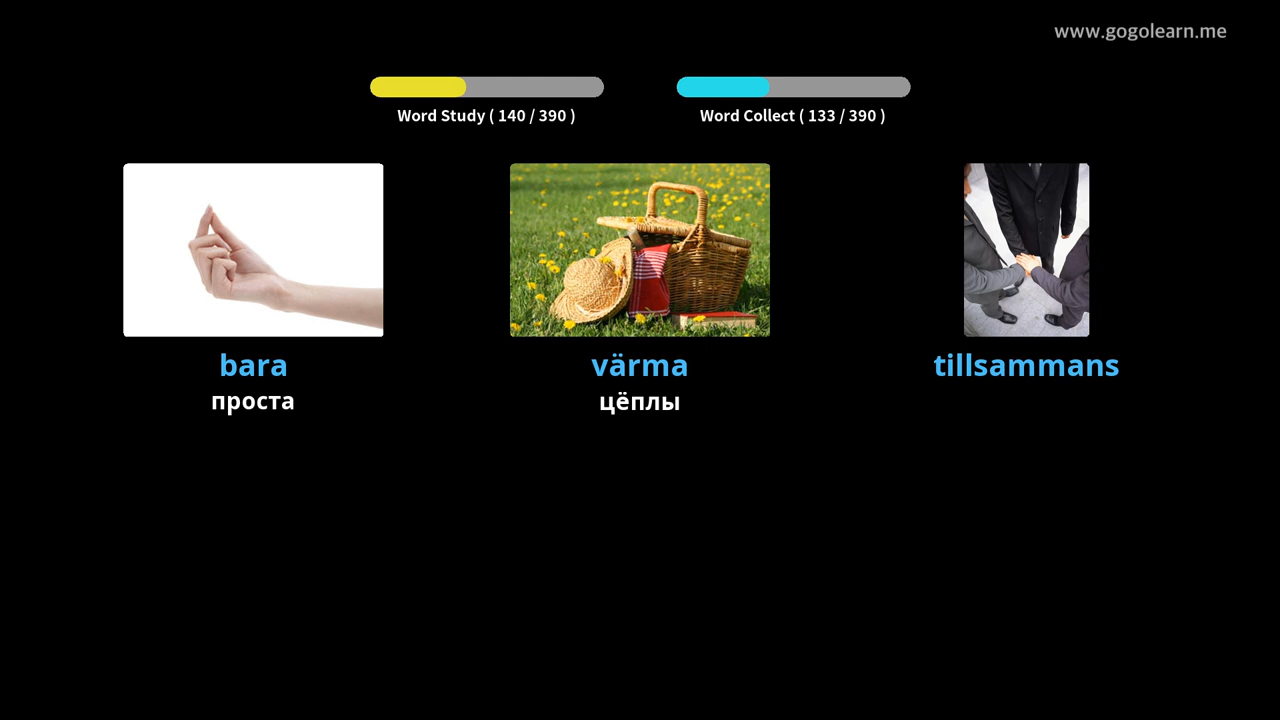 www.gogolearn.me
Word Study ( 140 / 390 )
Word Collect ( 133 / 390 )
bara
värma
tillsammans
проста
цёплы